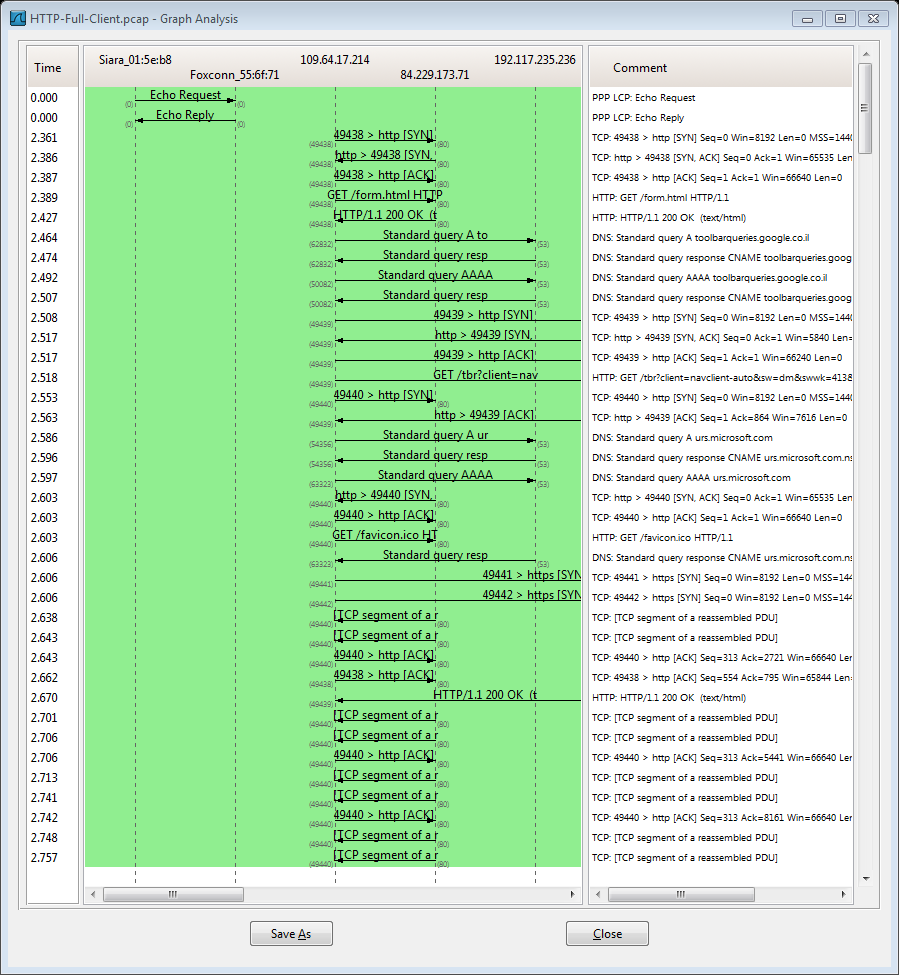 HTTP-Full-Client.pcap - Graph Analysis
Time Siara_01:5e:b8 109.64.17.214 192.117.235.236 Comment
Foxconn_55:6f:71 84.229.173.71
0.000 Echo Request (0) (0) PPP LCP: Echo Request
0.000 Echo Reply (0) (0) PPP LCP: Echo Reply
2.361 49438 > http [SYN] (49438) (80) TCP: 49438 > http [SYN] Seq=0 Win=8192 Len=0 MSS=1440
2.386 http > 49438 [SYN, (49438) (80) TCP: http > 49438 [SYN, ACK] Seq=0 Ack=1 Win=65535 Len
2.387 49438 > http [ACK] (49438) (80) TCP: 49438 > http [ACK] Seq=1 Ack=1 Win=66640 Len=0
2.389 GET /form.html HTTP (49438) (80) HTTP: GET /form.html HTTP/1.1
2.427 HTTP/1.1 200 OK (t (49438) (80) HTTP: HTTP/1.1 200 OK (text/html)
2.464 Standard query A to (62832) (53) DNS: Standard query A toolbarqueries.google.co.il
2.474 Standard query resp (62832) (53) DNS: Standard query response CNAME toolbarqueries.goog
2.492 Standard query AAAA (50082) (53) DNS: Standard query AAAA toolbarqueries.google.co.il
2.507 Standard query resp (50082) (53) DNS: Standard query response CNAME toolbarqueries.goog
2.508 49439 > http [SYN] (49439) TCP: 49439 > http [SYN] Seq=0 Win=8192 Len=0 MSS=1440
2.517 http > 49439 [SYN, (49439) TCP: http > 49439 [SYN, ACK] Seq=0 Ack=1 Win=5840 Len=
2.517 49439 > http [ACK] (49439) TCP: 49439 > http [ACK] Seq=1 Ack=1 Win=66240 Len=0
2.518 GET /tbr?client=nav (49439) HTTP: GET /tbr?client=navclient-auto&sw=dm&swwk=413&
2.553 49440 > http [SYN] (49440) (80) TCP: 49440 > http [SYN] Seq=0 Win=8192 Len=0 MSS=1440
2.563 http > 49439 [ACK] (49439) TCP: http > 49439 [ACK] Seq=1 Ack=864 Win=7616 Len=0
2.586 Standard query A ur (54356) (53) DNS: Standard query A urs.microsoft.com
2.596 Standard query resp (54356) (53) DNS: Standard query response CNAME urs.microsoft.com.ns
2.597 Standard query AAAA (63323) (53) DNS: Standard query AAAA urs.microsoft.com
2.603 http > 49440 [SYN, (49440) (80) TCP: http > 49440 [SYN, ACK] Seq=0 Ack=1 Win=65535 Len
2.603 49440 > http [ACK] (49440) (80) TCP: 49440 > http [ACK] Seq=1 Ack=1 Win=66640 Len=0
2.603 GET /favicon.ico HT (49440) (80) HTTP: GET /favicon.ico HTTP/1.1
2.606 Standard query resp (63323) (53) DNS: Standard query response CNAME urs.microsoft.com.ns
2.606 49441 > https [SYN (49441) TCP: 49441 > https [SYN] Seq=0 Win=8192 Len=0 MSS=144
2.606 49442 > https [SYN (49442) TCP: 49442 > https [SYN] Seq=0 Win=8192 Len=0 MSS=144
2.638 [TCP segment of a r (49440) (80) TCP: [TCP segment of a reassembled PDU]
2.643 [TCP segment of a r (49440) (80) TCP: [TCP segment of a reassembled PDU]
2.643 49440 > http [ACK] (49440) (80) TCP: 49440 > http [ACK] Seq=313 Ack=2721 Win=66640 Ler
2.662 49438 > http [ACK] (49438) (80) TCP: 49438 > http [ACK] Seq=554 Ack=795 Win=65844 Len=
2.670 HTTP/1.1 200 OK (t (49439) HTTP: HTTP/1.1 200 OK (text/html)
2.701 [TCP segment of a r (49440) (80) TCP: [TCP segment of a reassembled PDU]
2.706 [TCP segment of a r (49440) (80) TCP: [TCP segment of a reassembled PDU]
2.706 49440 > http [ACK] (49440) (80) TCP: 49440 > http [ACK] Seq=313 Ack=5441 Win=66640 Ler
2.713 [TCP segment of a r (49440) (80) TCP: [TCP segment of a reassembled PDU]
2.741 [TCP segment of a r (49440) (80) TCP: [TCP segment of a reassembled PDU]
2.742 49440 > http [ACK] (49440) (80) TCP: 49440 > http [ACK] Seq=313 Ack=8161 Win=66640 Ler
2.748 [TCP segment of a r (49440) (80) TCP: [TCP segment of a reassembled PDU]
2.757 [TCP segment of a r (49440) (80) TCP: [TCP segment of a reassembled PDU]
Save As Close